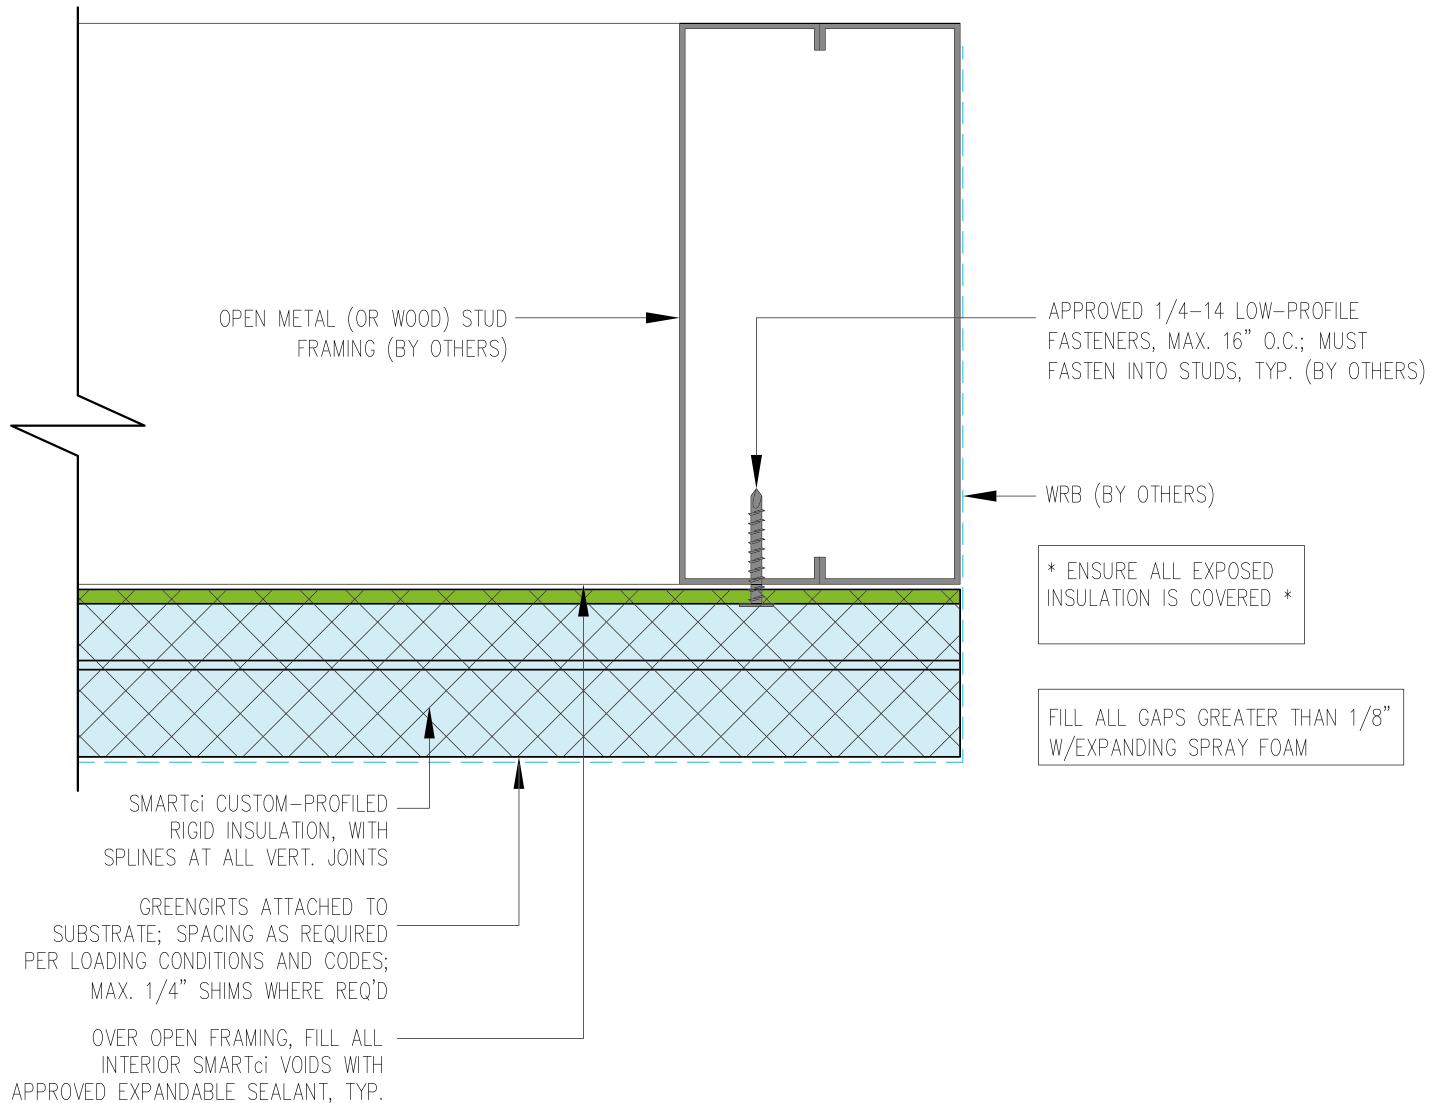 OPEN METAL (OR WOOD) STUD
FRAMING (BY OTHERS)
APPROVED 1/4-14 LOW-PROFILE
FASTENERS, MAX. 16" O.C.; MUST
FASTEN INTO STUDS, TYP. (BY OTHERS)
WRB (BY OTHERS)
* ENSURE ALL EXPOSED
INSULATION IS COVERED *
FILL ALL GAPS GREATER THAN 1/8"
W/EXPANDING SPRAY FOAM
SMARTci CUSTOM-PROFILED
RIGID INSULATION, WITH
SPLINES AT ALL VERT. JOINTS
GREENGIRTS ATTACHED TO
SUBSTRATE; SPACING AS REQUIRED
PER LOADING CONDITIONS AND CODES;
MAX. 1/4" SHIMS WHERE REQ'D
OVER OPEN FRAMING, FILL ALL
INTERIOR SMARTci VOIDS WITH
APPROVED EXPANDABLE SEALANT, TYP.